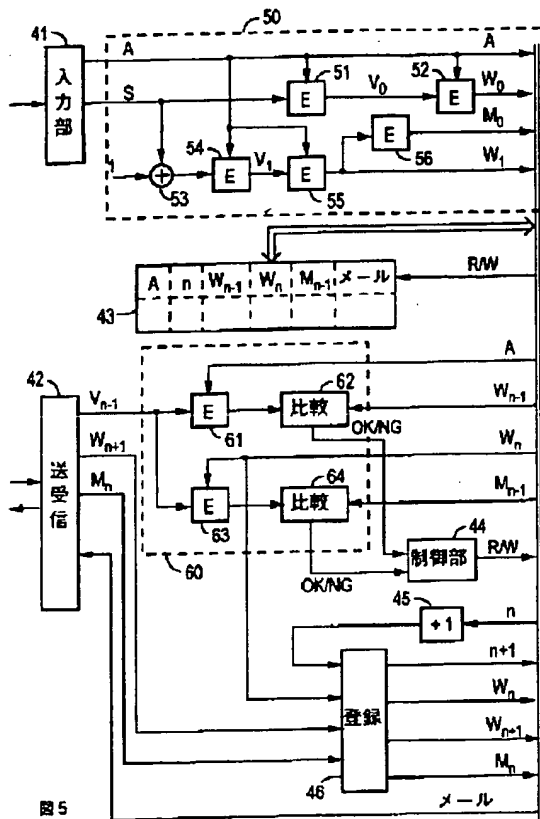 50
41
A
A
入力部
S
51
V0
52
W0
E
E
M0
54
V1
56
W1
1
+
53
E
E
55
E
R/W
A n Wn-1 Wn Mn-1 メール
43
42
A
Vn-1
62
Wn-1
E
比較
61
OK/NG
Wn+1
Wn
送受信
Mn
64
Mn-1
E
比較
63
44
制御部
R/W
60
OK/NG
45
+1
n
n+1
登録
Wn
Wn+1
Mn
46
図5
メール